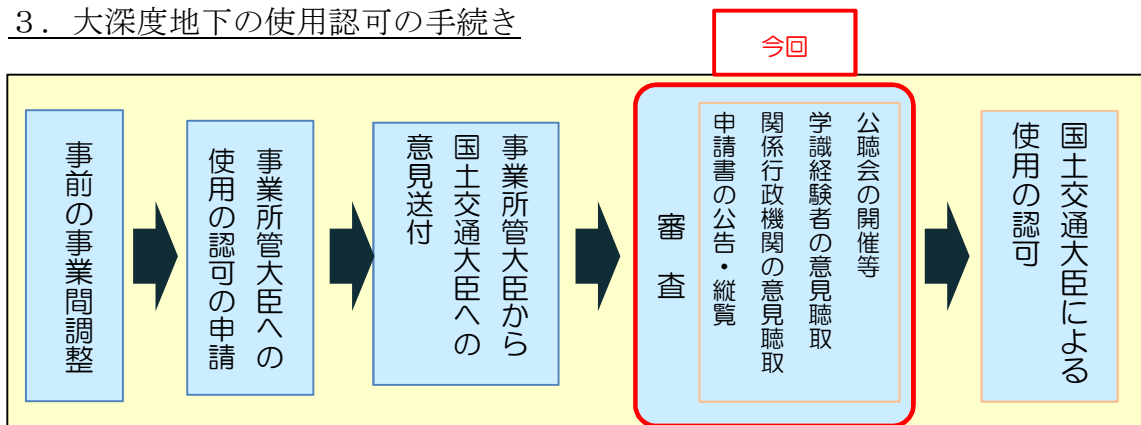 3．大深度地下の使用認可の手続き
今回
事前の事業間調整
事業所管大臣への
使用の認可の申請
事業所管大臣から
国土交通大臣への
意見送付
審査
公聴会の開催等
学識経験者の意見聴取
関係行政機関の意見聴取
申請書の公告・縦覧
国土交通大臣による
使用の認可